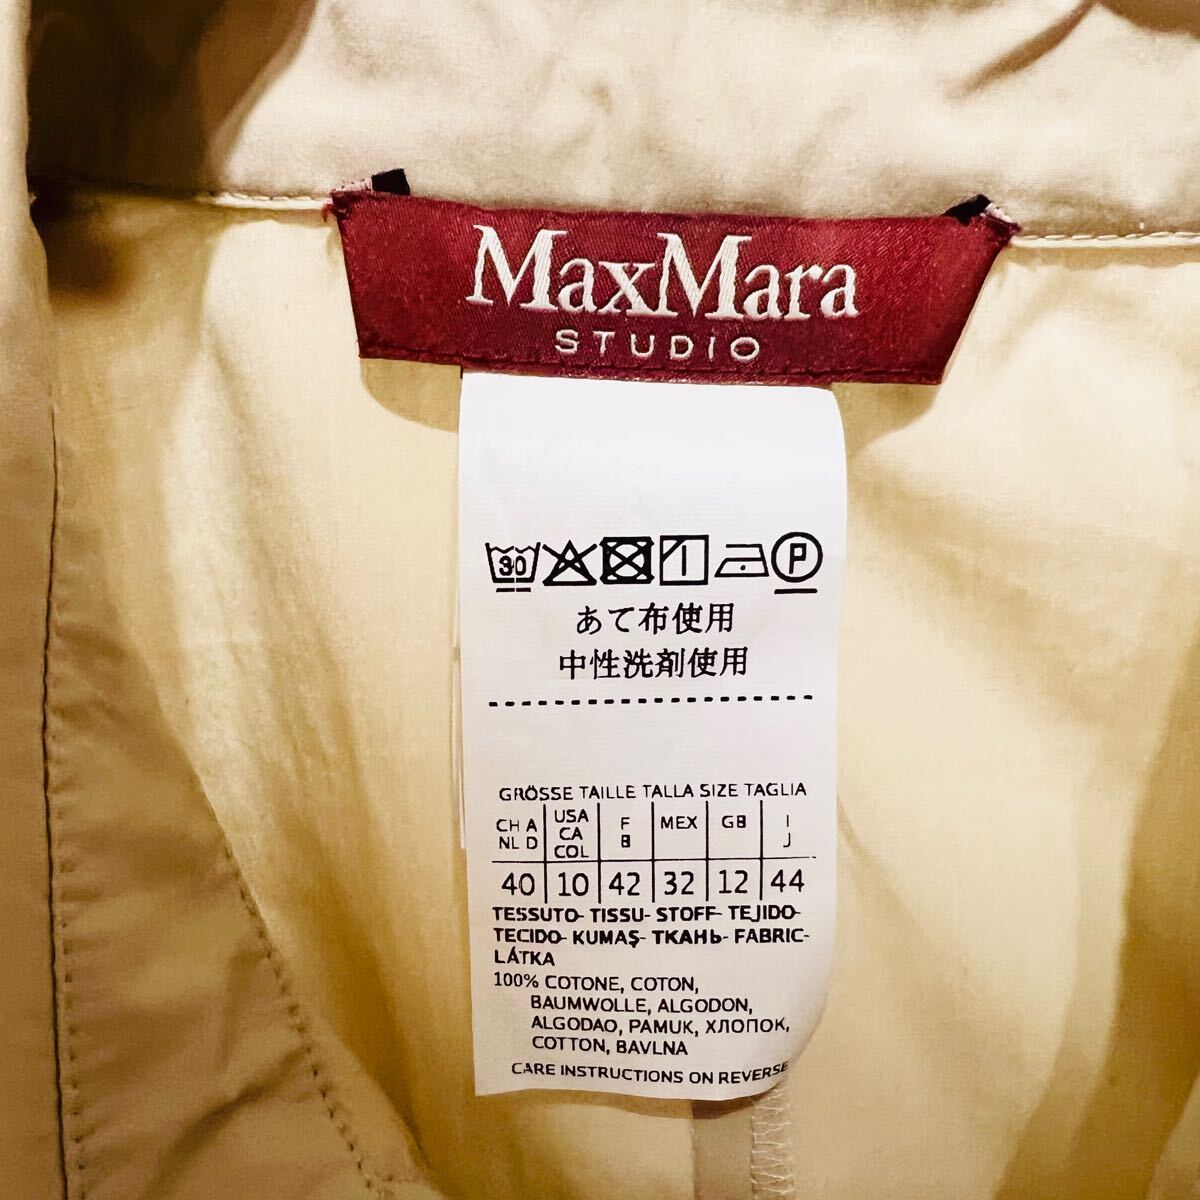 MaxMara
STUDIO
30 P
あて布使用
中性洗剤使用
GRÖSSE TAILLE TALLA SIZE TAGLIA
CH A NL D USA CA COL F B MEX GB I J
40 10 42 32 12 44
TESSUTO- TISSU- STOFF- TEJIDO-
TECIDO- KUMAŞ- ТКАНЬ- FABRIC-
LÁTKA
100% COTONE, COTON,
BAUMWOLLE, ALGODON,
ALGODAO, PAMUK, ХЛОПОК,
COTTON, BAVLNA
CARE INSTRUCTIONS ON REVERSE